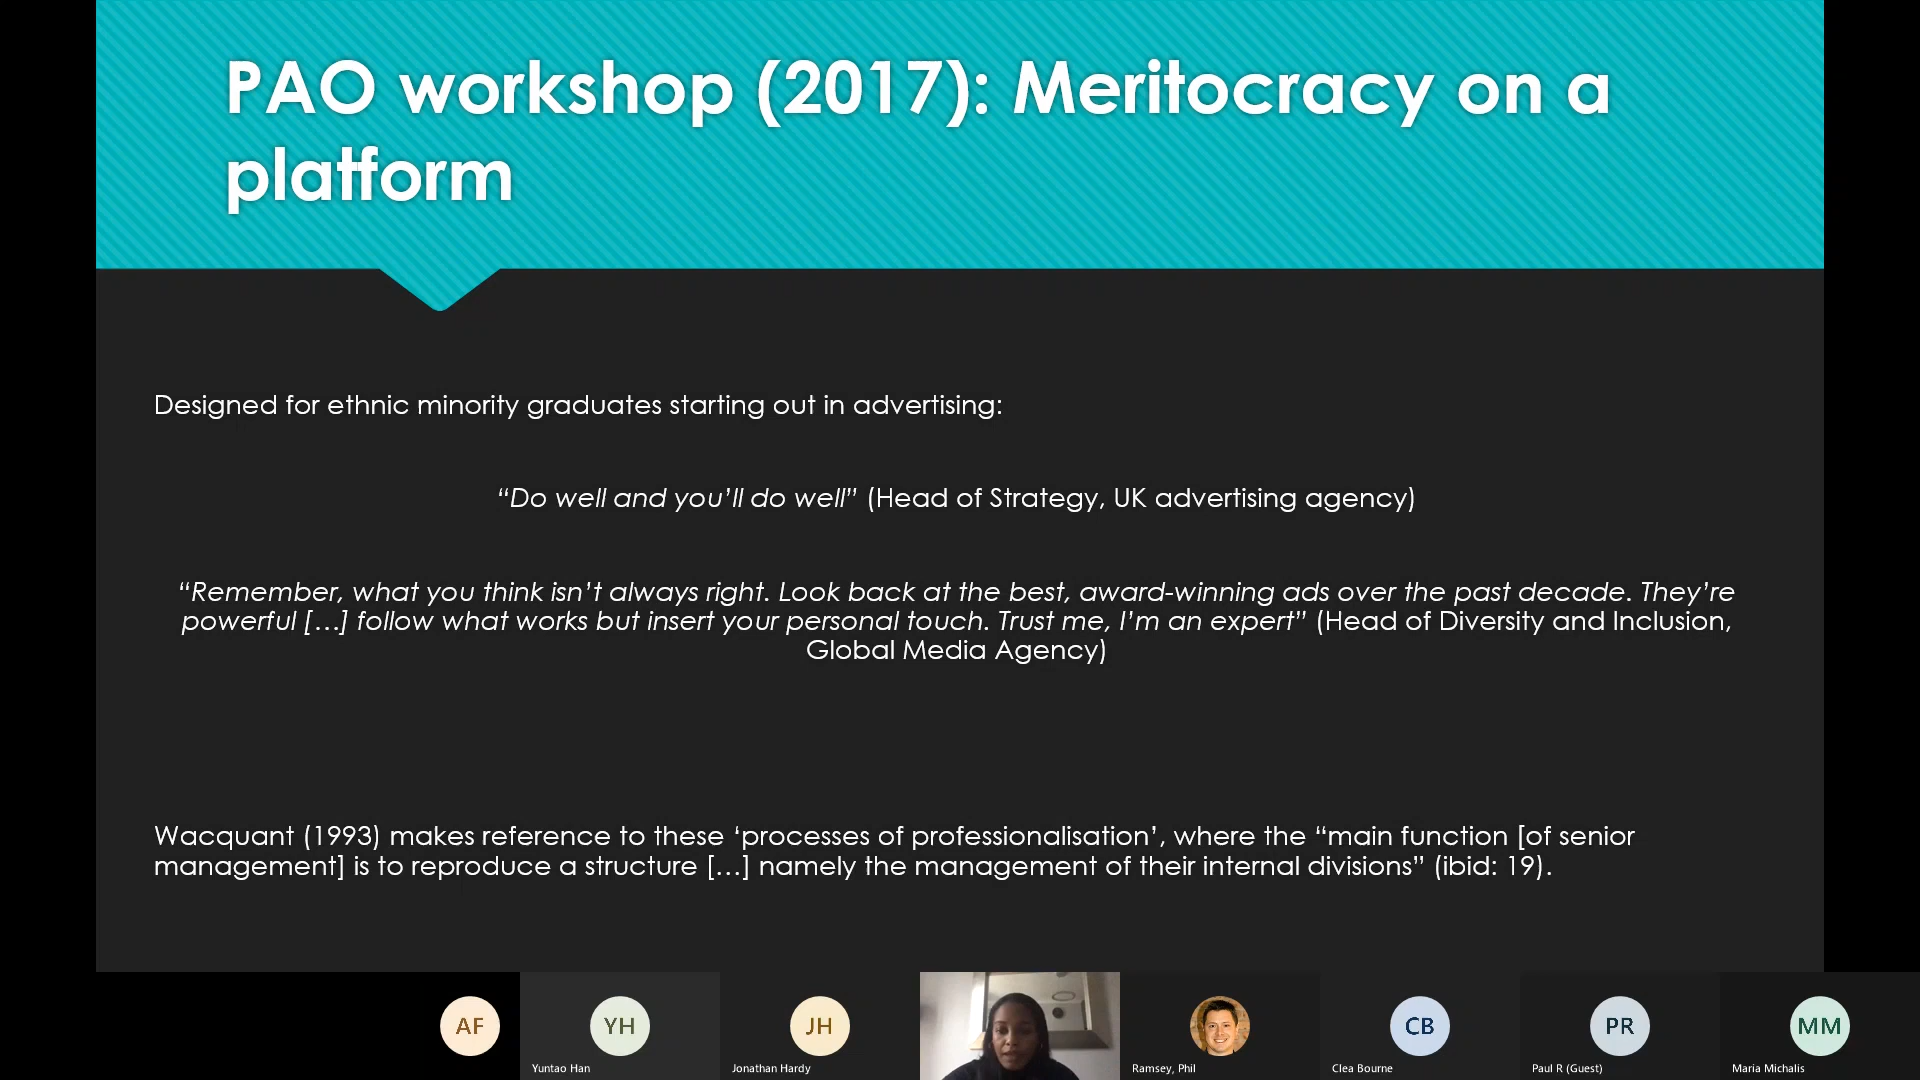 PAO workshop (2017): Meritocracy on a
platform
Designed for ethnic minority graduates starting out in advertising:
“Do well and you’ll do well” (Head of Strategy, UK advertising agency)
“Remember, what you think isn’t always right. Look back at the best, award-winning ads over the past decade. They’re
powerful […] follow what works but insert your personal touch. Trust me, I’m an expert” (Head of Diversity and Inclusion,
Global Media Agency)
Wacquant (1993) makes reference to these ‘processes of professionalisation’, where the “main function [of senior
management] is to reproduce a structure […] namely the management of their internal divisions” (ibid: 19).
AF
YH
JH
CB
PR
MM
Yuntao Han
Jonathan Hardy
Ramsey, Phil
Clea Bourne
Paul R (Guest)
Maria Michalis